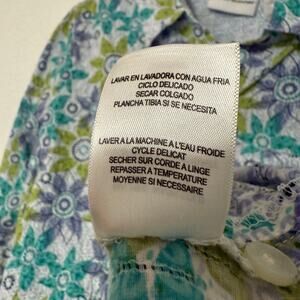 LAVAR EN LAVADORA CON AGUA FRIA
CICLO DELICADO
SECAR COLGADO
PLANCHA TIBIA SI SE NECESITA
LAVER A LA MACHINE A L'EAU FROIDE
CYCLE DELICAT
SECHER SUR CORDE A LINGE
REPASSER A TEMPERATURE
MOYENNE SI NECESSAIRE